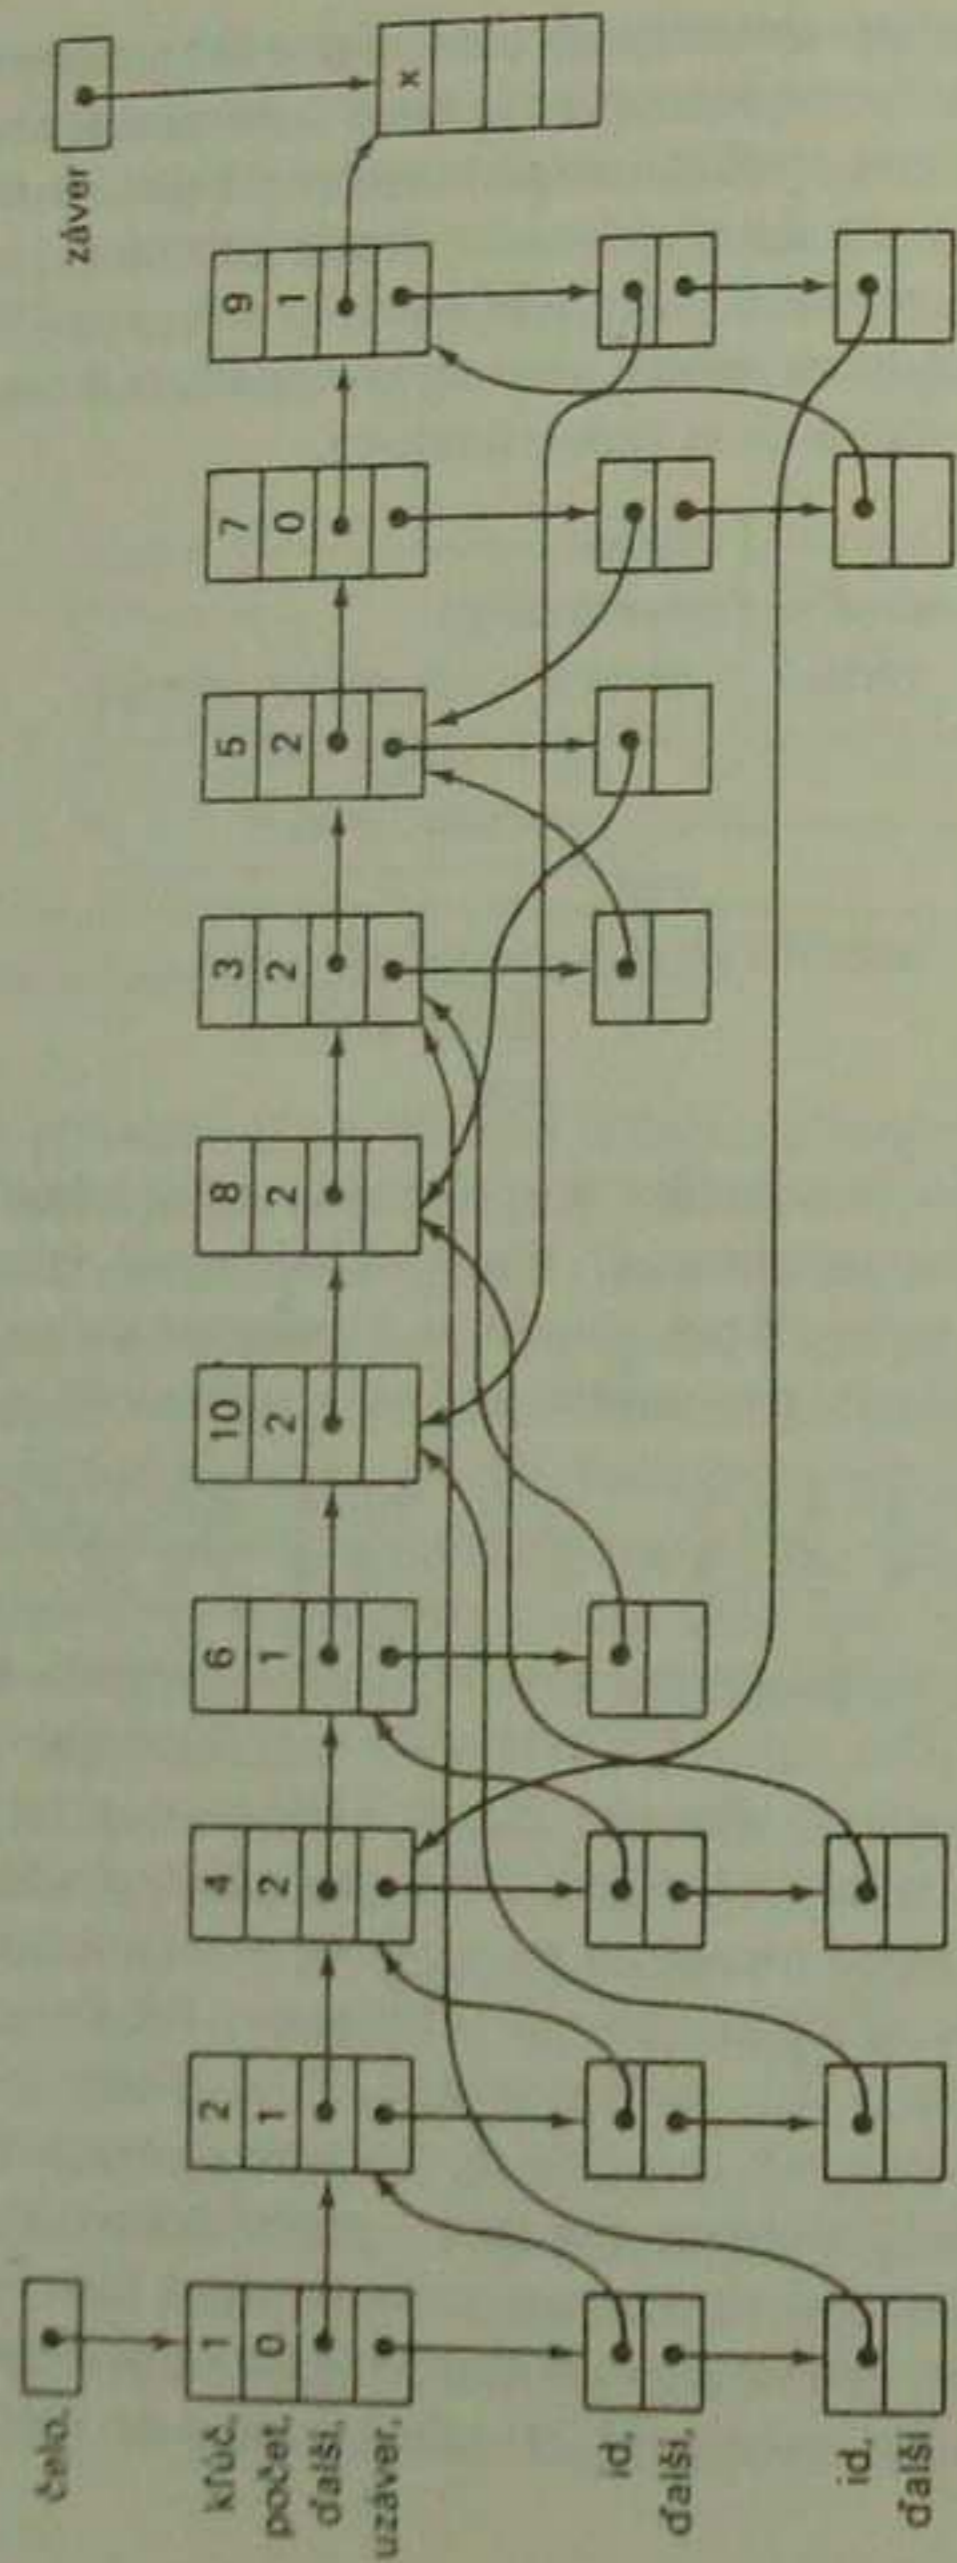 čelo. záver
kľúč. 1 2 4 6 10 8 3 5 7 9
počet. 0 1 2 1 2 2 2 2 0 1
ďalší.
uzáver. x
id.
ďalší.
id.
ďalší